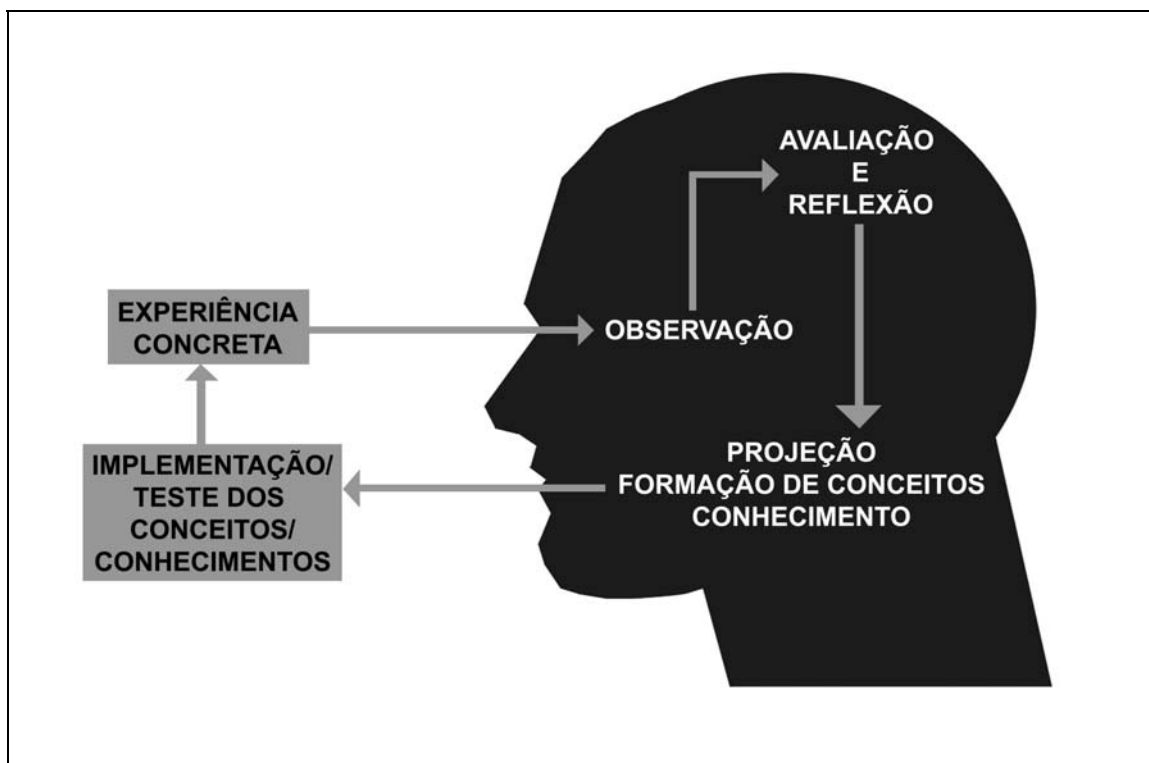 AVALIAÇÃO
E
REFLEXÃO
EXPERIÊNCIA
CONCRETA
OBSERVAÇÃO
PROJEÇÃO
FORMAÇÃO DE CONCEITOS
CONHECIMENTO
IMPLEMENTAÇÃO/
TESTE DOS
CONCEITOS/
CONHECIMENTOS